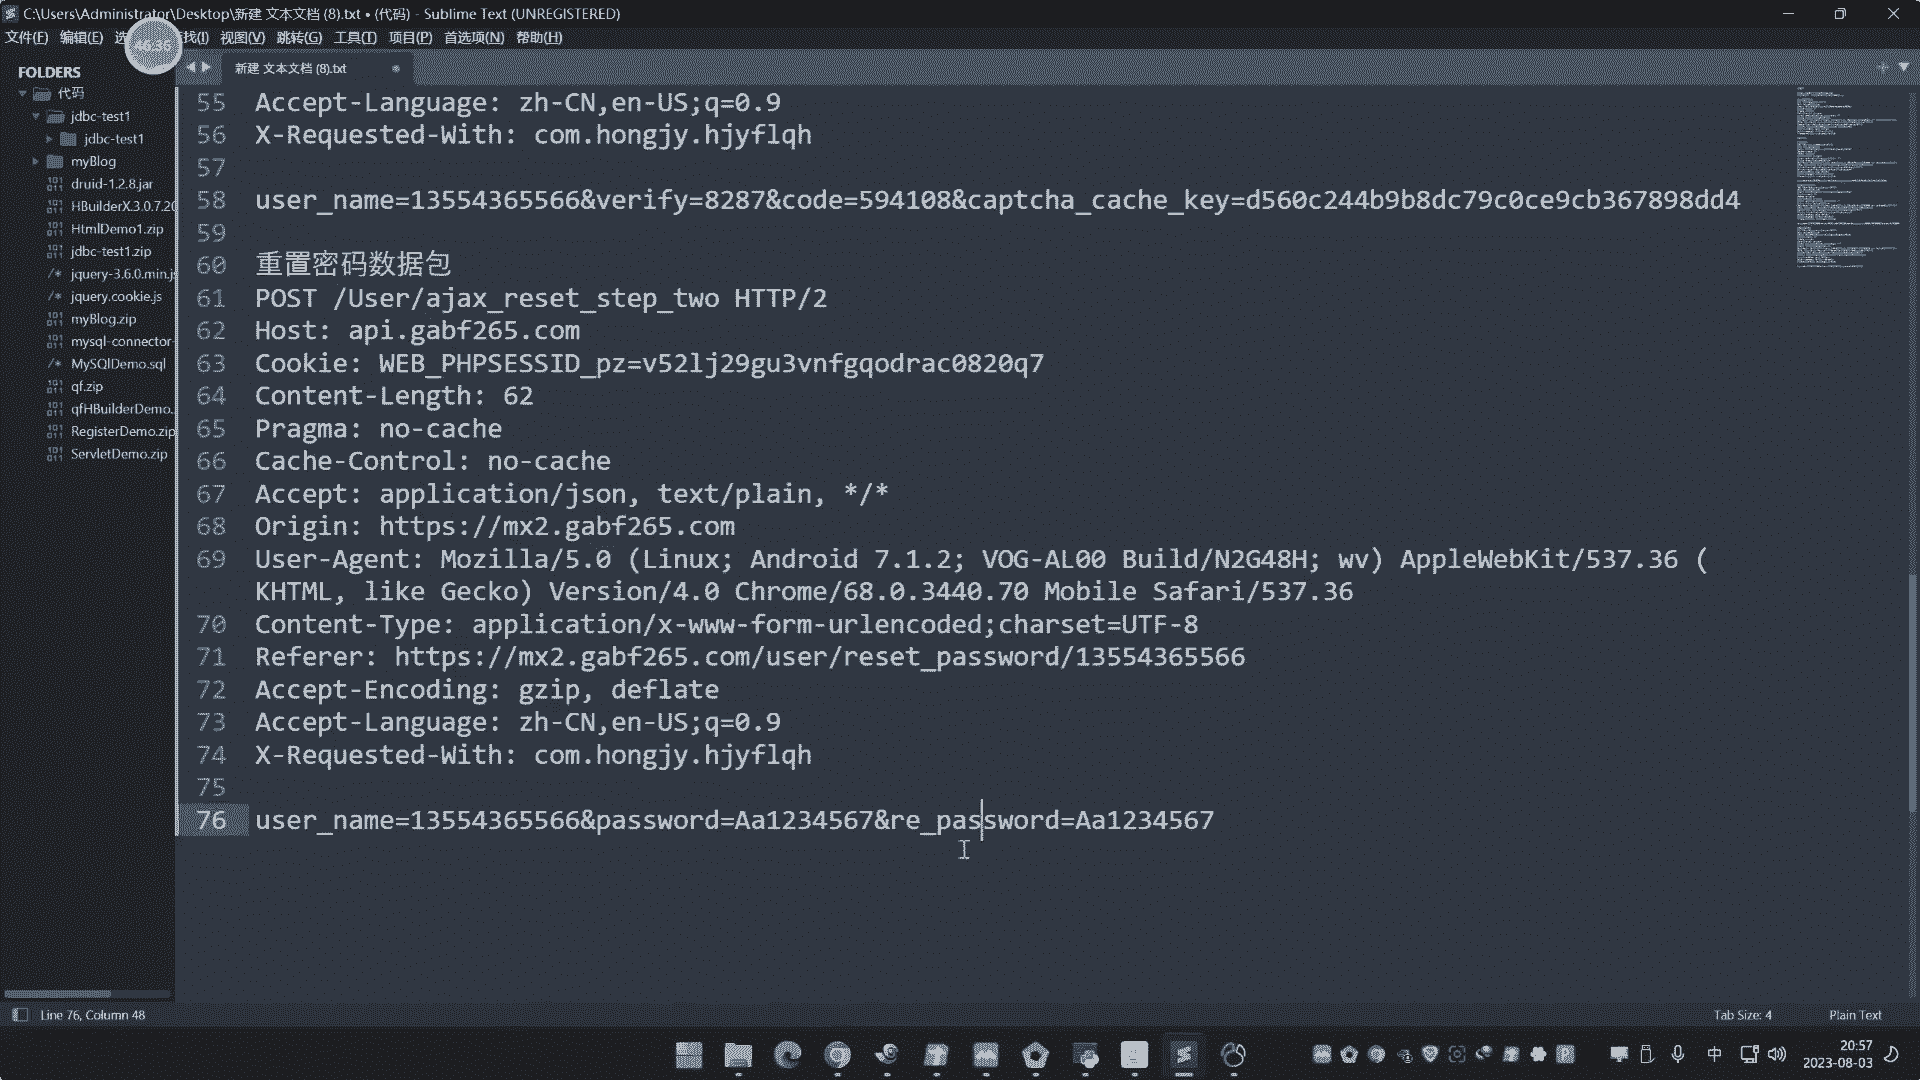 C:\Users\Administrator\Desktop\新建 文本文档 (8).txt • (代码) - Sublime Text (UNREGISTERED)
文件(F) 编辑(E) 选 找(I) 视图(V) 跳转(G) 工具(T) 项目(P) 首选项(N) 帮助(H)
46:36
新建 文本文档 (8).txt
FOLDERS
代码
jdbc-test1
jdbc-test1
myBlog
druid-1.2.8.jar
HBuilderX.3.0.7.20
HtmlDemo1.zip
jdbc-test1.zip
jquery-3.6.0.min.js
jquery.cookie.js
myBlog.zip
mysql-connector-
MySQlDemo.sql
qf.zip
qfHBuilderDemo.
RegisterDemo.zip
ServletDemo.zip
55 Accept-Language: zh-CN,en-US;q=0.9
56 X-Requested-With: com.hongjy.hjyflqh
57
58 user_name=13554365566&verify=8287&code=594108&captcha_cache_key=d560c244b9b8dc79c0ce9cb367898dd4
59
60 重置密码数据包
61 POST /User/ajax_reset_step_two HTTP/2
62 Host: api.gabf265.com
63 Cookie: WEB_PHPSESSID_pz=v52lj29gu3vnfgqodrac0820q7
64 Content-Length: 62
65 Pragma: no-cache
66 Cache-Control: no-cache
67 Accept: application/json, text/plain, */*
68 Origin: https://mx2.gabf265.com
69 User-Agent: Mozilla/5.0 (Linux; Android 7.1.2; VOG-AL00 Build/N2G48H; wv) AppleWebKit/537.36 (
KHTML, like Gecko) Version/4.0 Chrome/68.0.3440.70 Mobile Safari/537.36
70 Content-Type: application/x-www-form-urlencoded;charset=UTF-8
71 Referer: https://mx2.gabf265.com/user/reset_password/13554365566
72 Accept-Encoding: gzip, deflate
73 Accept-Language: zh-CN,en-US;q=0.9
74 X-Requested-With: com.hongjy.hjyflqh
75
76 user_name=13554365566&password=Aa1234567&re_password=Aa1234567
Line 76, Column 48
Tab Size: 4
Plain Text
中
20:57
2023-08-03